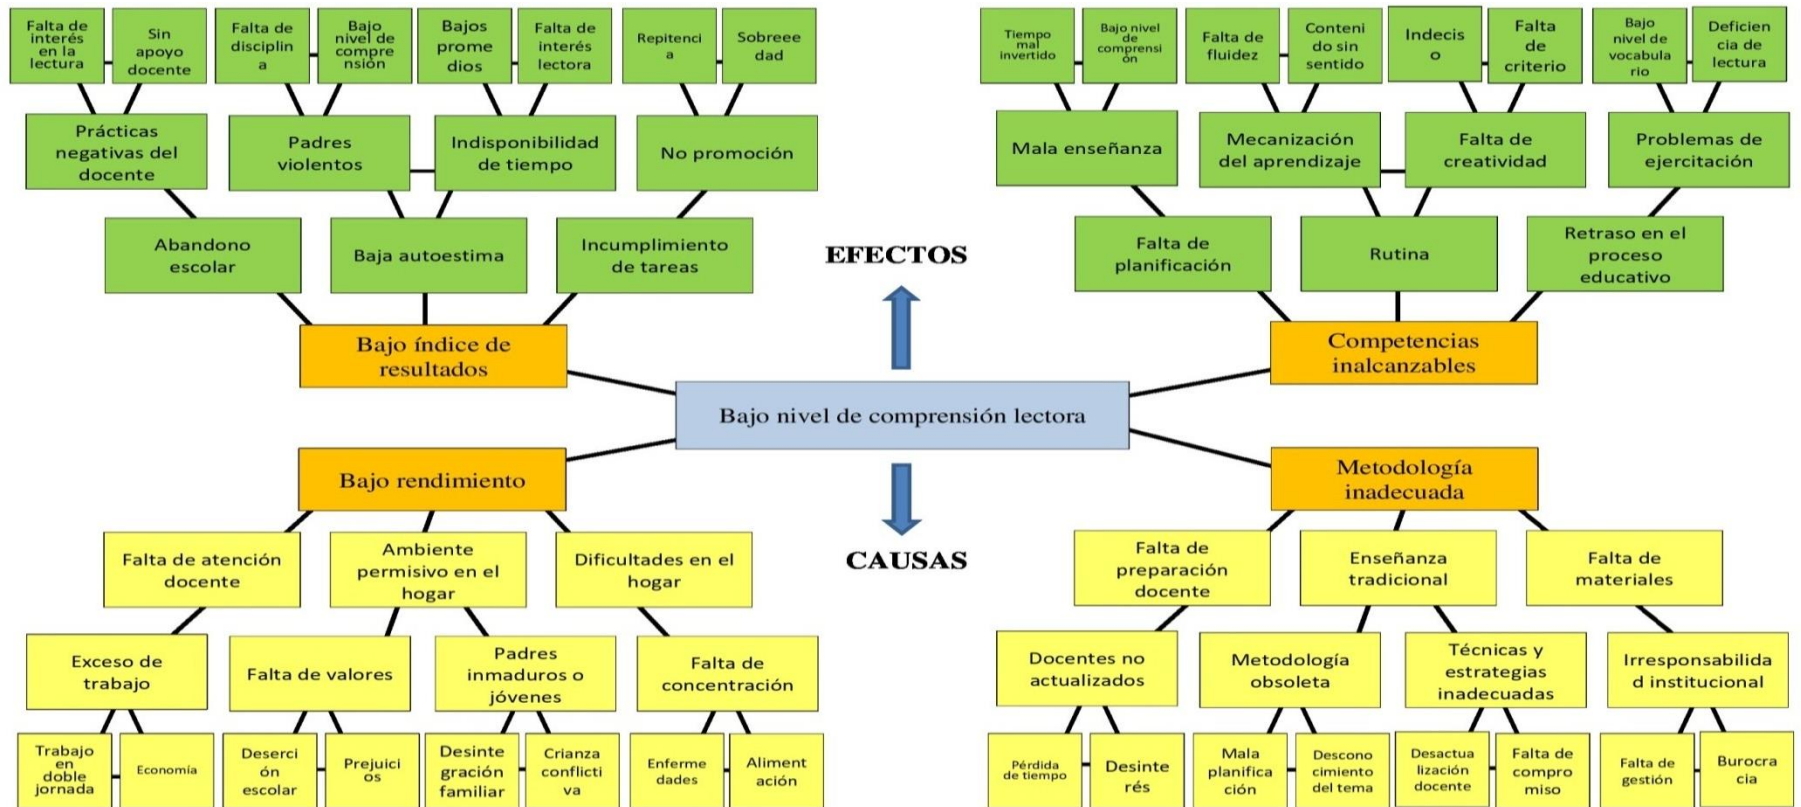 Falta de
interés
en la
lectura
Sin
apoyo
docente
Falta de
disciplin
a
Bajo
nivel de
compre
nsión
Bajos
prome
dios
Falta de
interés
lectora
Repitenci
a
Sobreee
dad
Prácticas
negativas del
docente
Padres
violentos
Indisponibilidad
de tiempo
No promoción
Abandono
escolar
Baja autoestima
Incumplimiento
de tareas
Bajo índice de
resultados
Tiempo
mal
invertido
Bajo nivel
de
comprensi
ón
Falta de
fluidez
Conteni
do sin
sentido
Indecis
o
Falta
de
criterio
Bajo
nivel de
vocabula
rio
Deficien
cia de
lectura
Mala enseñanza
Mecanización
del aprendizaje
Falta de
creatividad
Problemas de
ejercitación
Falta de
planificación
Rutina
Retraso en el
proceso
educativo
Competencias
inalcanzables
EFECTOS
Bajo nivel de comprensión lectora
CAUSAS
Bajo rendimiento
Falta de atención
docente
Ambiente
permisivo en el
hogar
Dificultades en el
hogar
Exceso de
trabajo
Falta de valores
Padres
inmaduros o
jóvenes
Falta de
concentración
Trabajo
en
doble
jornada
Economía
Deserci
ón
escolar
Prejuici
os
Desinte
gración
familiar
Crianza
conflicti
va
Enferme
dades
Aliment
ación
Metodología
inadecuada
Falta de
preparación
docente
Enseñanza
tradicional
Falta de
materiales
Docentes no
actualizados
Metodología
obsoleta
Técnicas y
estrategias
inadecuadas
Irresponsabilida
d institucional
Pérdida
de tiempo
Desinte
rés
Mala
planifica
ción
Descono
cimiento
del tema
Desactua
lización
docente
Falta de
compro
miso
Falta de
gestión
Burocra
cia